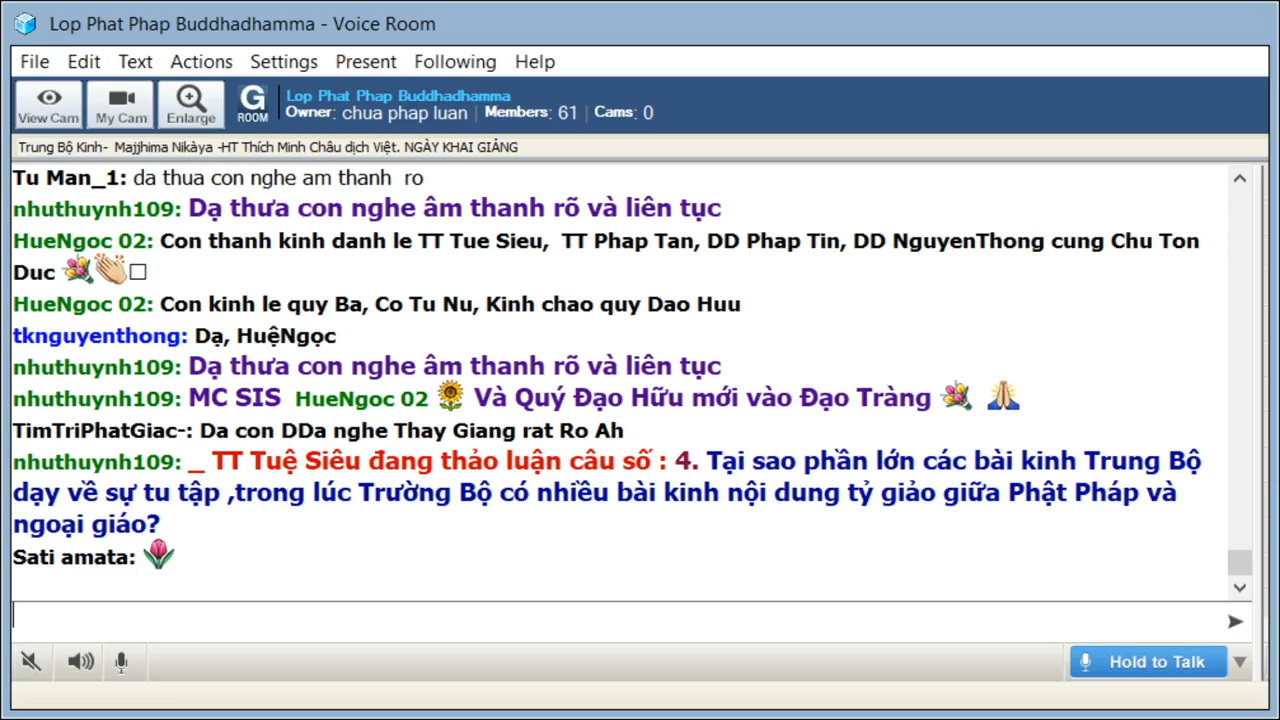 Lop Phat Phap Buddhadhamma - Voice Room
File Edit Text Actions Settings Present Following Help
View Cam My Cam Enlarge G ROOM Lop Phat Phap Buddhadhamma
Owner: chua phap luan | Members: 61 | Cams: 0
Trung Bộ Kinh- Majjhima Nikàya -HT Thích Minh Châu dịch Việt. NGÀY KHAI GIẢNG
Tu Man_1: da thua con nghe am thanh ro
nhuthuynh109: Dạ thưa con nghe âm thanh rõ và liên tục
HueNgoc 02: Con thanh kinh danh le TT Tue Sieu, TT Phap Tan, DD Phap Tin, DD NguyenThong cung Chu Ton
Duc
HueNgoc 02: Con kinh le quy Ba, Co Tu Nu, Kinh chao quy Dao Huu
tknguyenthong: Dạ, HuệNgọc
nhuthuynh109: Dạ thưa con nghe âm thanh rõ và liên tục
nhuthuynh109: MC SIS HueNgoc 02 Và Quý Đạo Hữu mới vào Đạo Tràng
TimTriPhatGiac-: Da con DDa nghe Thay Giang rat Ro Ah
nhuthuynh109: _ TT Tuệ Siêu đang thảo luận câu số : 4. Tại sao phần lớn các bài kinh Trung Bộ
dạy về sự tu tập ,trong lúc Trường Bộ có nhiều bài kinh nội dung tỷ giảo giữa Phật Pháp và
ngoại giáo?
Sati amata:
Hold to Talk